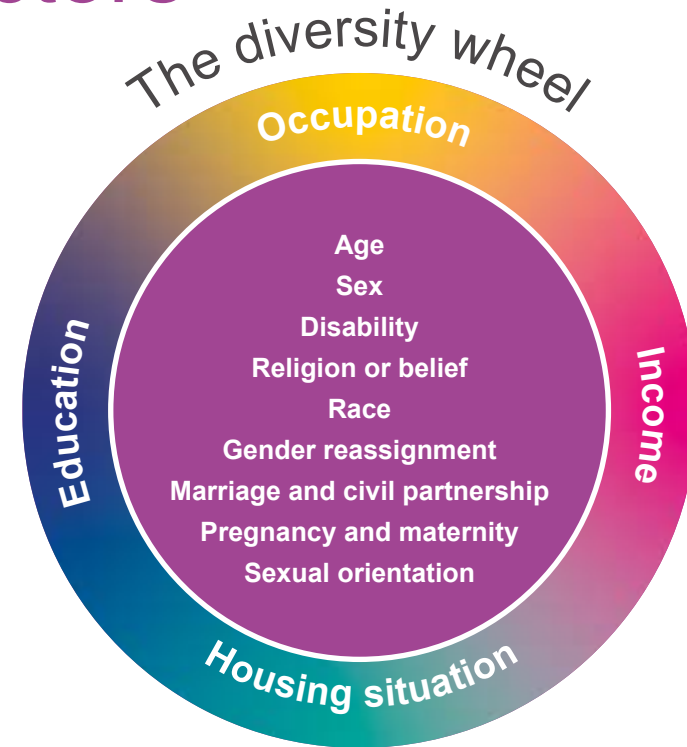 The diversity wheel
Occupation
Age
Sex
Disability
Religion or belief
Race
Gender reassignment
Marriage and civil partnership
Pregnancy and maternity
Sexual orientation
Education
Income
Housing situation